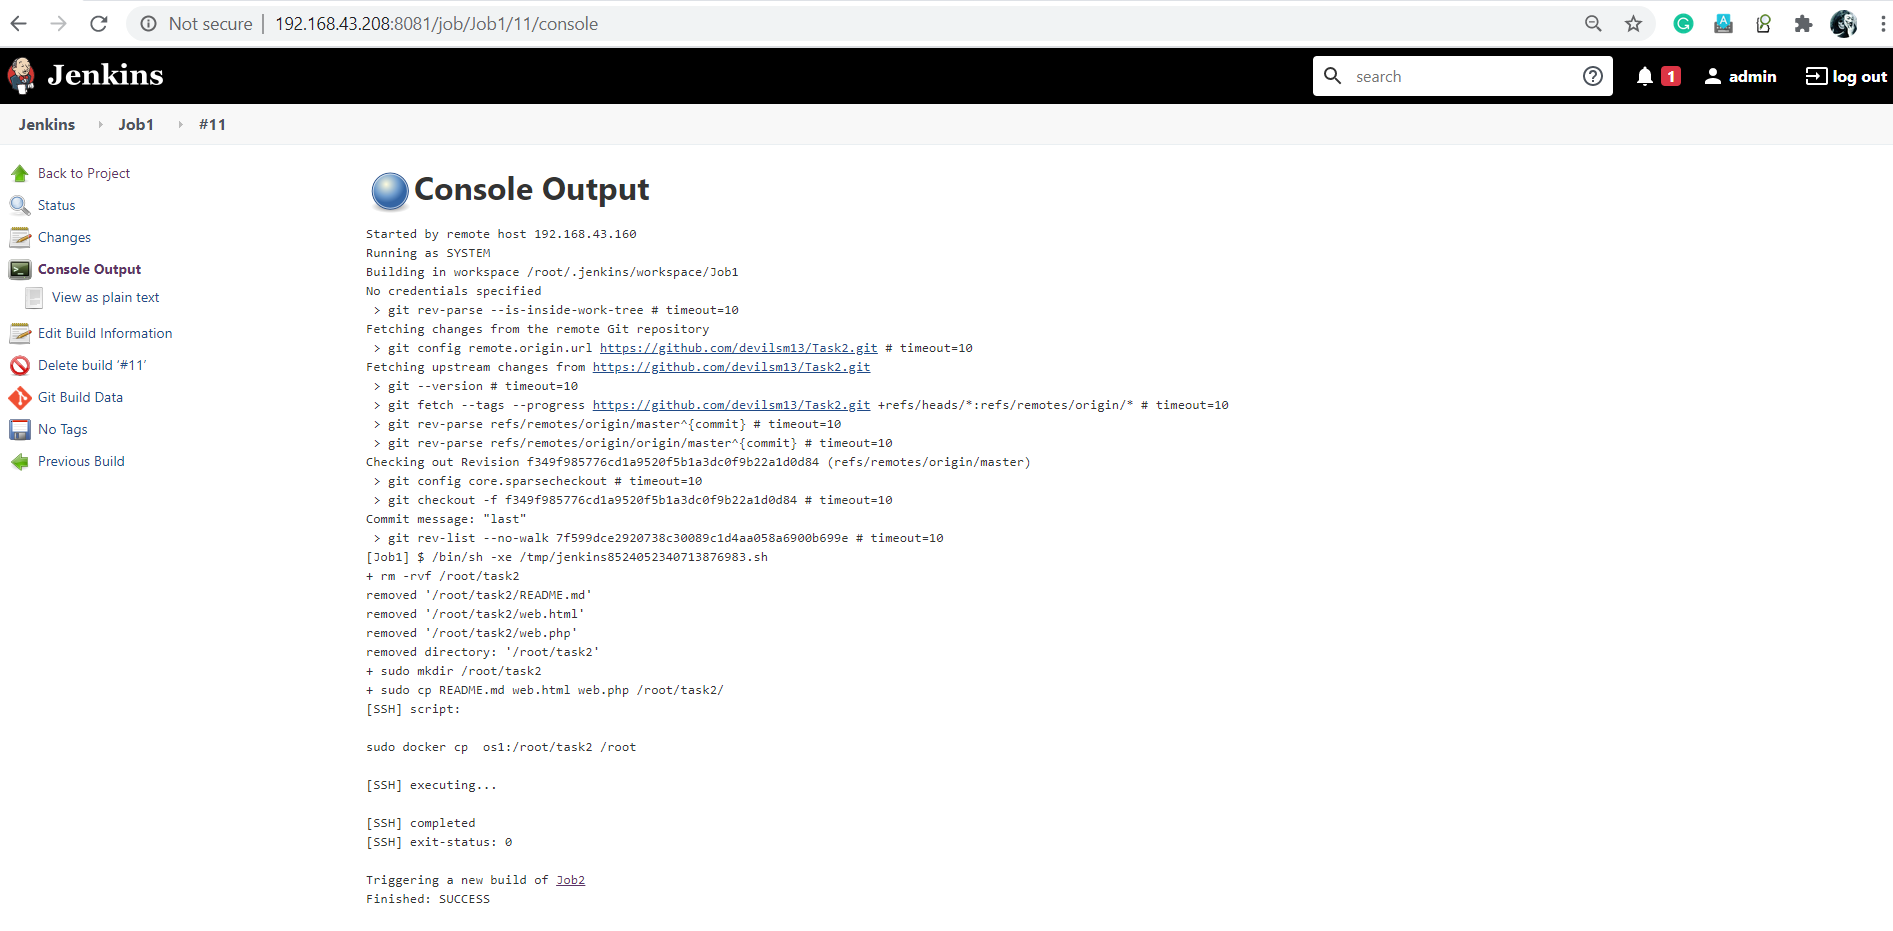 Not secure | 192.168.43.208:8081/job/Job1/11/console
Jenkins
search
1
admin
log out
Jenkins
Job1
#11
Back to Project
Status
Changes
Console Output
View as plain text
Edit Build Information
Delete build ‘#11’
Git Build Data
No Tags
Previous Build
Console Output
Started by remote host 192.168.43.160
Running as SYSTEM
Building in workspace /root/.jenkins/workspace/Job1
No credentials specified
 > git rev-parse --is-inside-work-tree # timeout=10
Fetching changes from the remote Git repository
 > git config remote.origin.url https://github.com/devilsm13/Task2.git # timeout=10
Fetching upstream changes from https://github.com/devilsm13/Task2.git
 > git --version # timeout=10
 > git fetch --tags --progress https://github.com/devilsm13/Task2.git +refs/heads/*:refs/remotes/origin/* # timeout=10
 > git rev-parse refs/remotes/origin/master^{commit} # timeout=10
 > git rev-parse refs/remotes/origin/origin/master^{commit} # timeout=10
Checking out Revision f349f985776cd1a9520f5b1a3dc0f9b22a1d0d84 (refs/remotes/origin/master)
 > git config core.sparsecheckout # timeout=10
 > git checkout -f f349f985776cd1a9520f5b1a3dc0f9b22a1d0d84 # timeout=10
Commit message: "last"
 > git rev-list --no-walk 7f599dce2920738c30089c1d4aa058a6900b699e # timeout=10
[Job1] $ /bin/sh -xe /tmp/jenkins8524052340713876983.sh
+ rm -rvf /root/task2
removed '/root/task2/README.md'
removed '/root/task2/web.html'
removed '/root/task2/web.php'
removed directory: '/root/task2'
+ sudo mkdir /root/task2
+ sudo cp README.md web.html web.php /root/task2/
[SSH] script:
sudo docker cp  os1:/root/task2 /root
[SSH] executing...
[SSH] completed
[SSH] exit-status: 0
Triggering a new build of Job2
Finished: SUCCESS